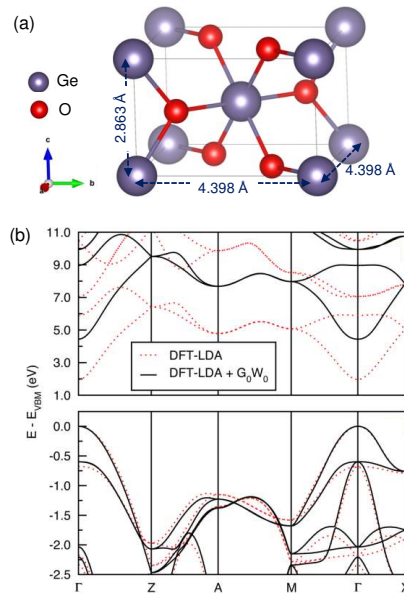 (a)
Ge
O
c
b
a
2.863 Å
4.398 Å
4.398 Å
(b)
11.0
9.0
7.0
5.0
3.0
1.0
DFT-LDA
DFT-LDA + G₀W₀
E - E_VBM (eV)
0.0
-0.5
-1.0
-1.5
-2.0
-2.5
Γ Z A M Γ X